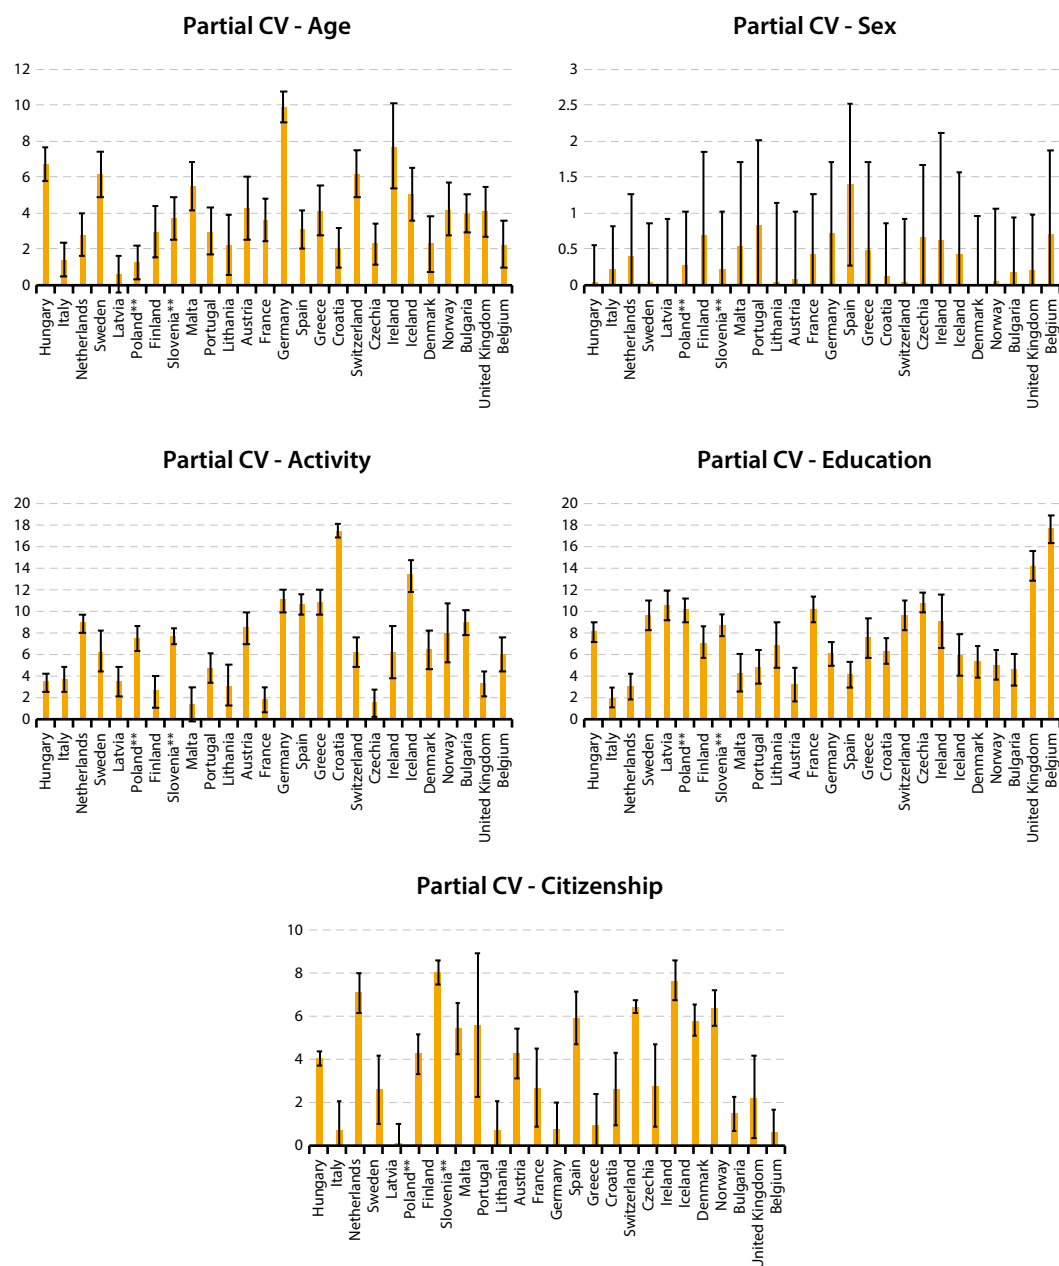 Partial CV - Age
12
10
8
6
4
2
0
Hungary
Italy
Netherlands
Sweden
Latvia
Poland**
Finland
Slovenia**
Malta
Portugal
Lithania
Austria
France
Germany
Spain
Greece
Croatia
Switzerland
Czechia
Ireland
Iceland
Denmark
Norway
Bulgaria
United Kingdom
Belgium
Partial CV - Sex
3
2.5
2
1.5
1
0.5
0
Hungary
Italy
Netherlands
Sweden
Latvia
Poland**
Finland
Slovenia**
Malta
Portugal
Lithania
Austria
France
Germany
Spain
Greece
Croatia
Switzerland
Czechia
Ireland
Iceland
Denmark
Norway
Bulgaria
United Kingdom
Belgium
Partial CV - Activity
20
18
16
14
12
10
8
6
4
2
0
Hungary
Italy
Netherlands
Sweden
Latvia
Poland**
Finland
Slovenia**
Malta
Portugal
Lithania
Austria
France
Germany
Spain
Greece
Croatia
Switzerland
Czechia
Ireland
Iceland
Denmark
Norway
Bulgaria
United Kingdom
Belgium
Partial CV - Education
20
18
16
14
12
10
8
6
4
2
0
Hungary
Italy
Netherlands
Sweden
Latvia
Poland**
Finland
Slovenia**
Malta
Portugal
Lithania
Austria
France
Germany
Spain
Greece
Croatia
Switzerland
Czechia
Ireland
Iceland
Denmark
Norway
Bulgaria
United Kingdom
Belgium
Partial CV - Citizenship
10
8
6
4
2
0
Hungary
Italy
Netherlands
Sweden
Latvia
Poland**
Finland
Slovenia**
Malta
Portugal
Lithania
Austria
France
Germany
Spain
Greece
Croatia
Switzerland
Czechia
Ireland
Iceland
Denmark
Norway
Bulgaria
United Kingdom
Belgium